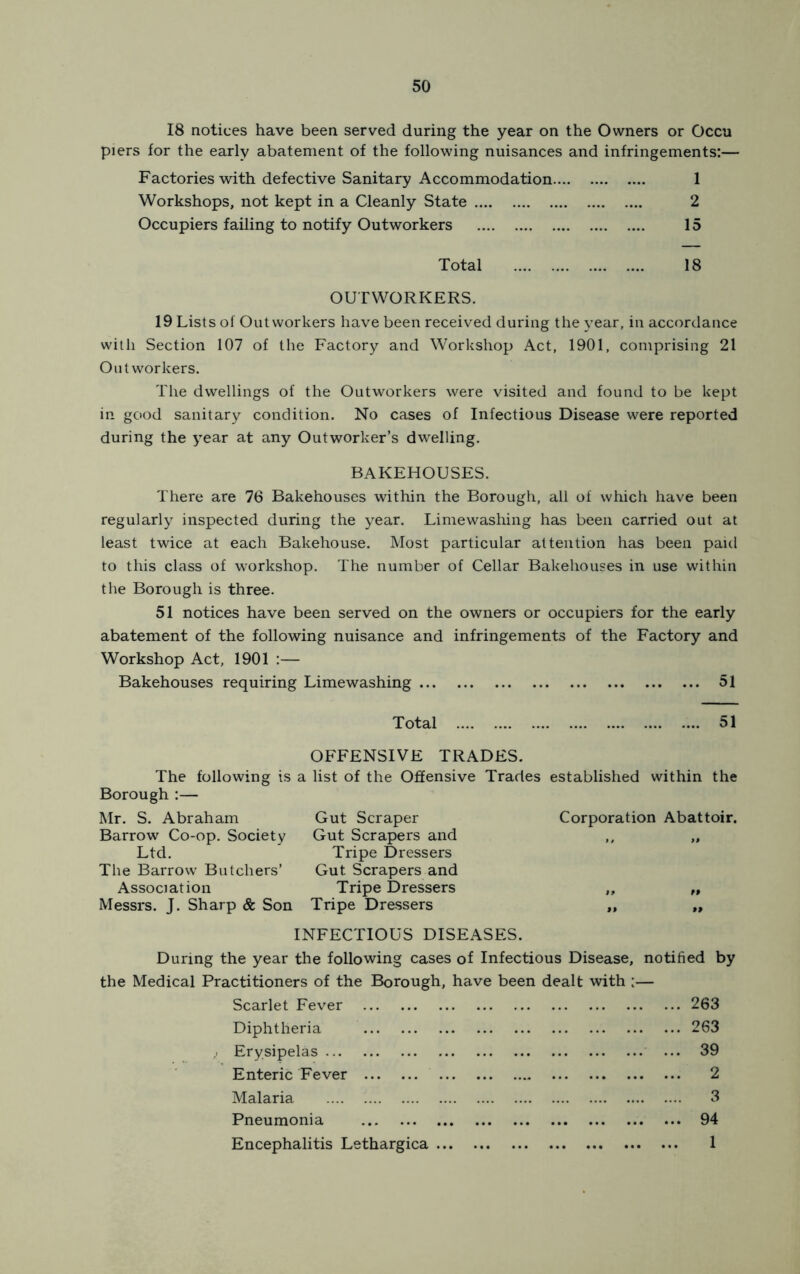 50
18 notices have been served during the year on the Owners or Occu
piers for the early abatement of the following nuisances and infringements:—
Factories with defective Sanitary Accommodation.... .... .... .... 1
Workshops, not kept in a Cleanly State .... .... .... .... .... .... 2
Occupiers failing to notify Outworkers .... .... .... .... .... 15
Total .... .... .... .... 18
OUTWORKERS.
19 Lists of Outworkers have been received during the year, in accordance
with Section 107 of the Factory and Workshop Act, 1901, comprising 21
Outworkers.
The dwellings of the Outworkers were visited and found to be kept
in good sanitary condition. No cases of Infectious Disease were reported
during the year at any Outworker's dwelling.
BAKEHOUSES.
There are 76 Bakehouses within the Borough, all of which have been
regularly inspected during the year. Limewashing has been carried out at
least twice at each Bakehouse. Most particular attention has been paid
to this class of workshop. The number of Cellar Bakehouses in use within
the Borough is three.
51 notices have been served on the owners or occupiers for the early
abatement of the following nuisance and infringements of the Factory and
Workshop Act, 1901 :—
Bakehouses requiring Limewashing ... ... ... ... ... ... ... ... 51
Total .... .... .... .... .... .... .... 51
OFFENSIVE TRADES.
The following is a list of the Offensive Trades established within the
Borough :—
Mr. S. Abraham Gut Scraper Corporation Abattoir.
Barrow Co-op. Society Gut Scrapers and ,, ,,
Ltd. Tripe Dressers
The Barrow Butchers' Gut Scrapers and
Association Tripe Dressers ,, ,,
Messrs. J. Sharp & Son Tripe Dressers ,, ,,
INFECTIOUS DISEASES.
During the year the following cases of Infectious Disease, notified by
the Medical Practitioners of the Borough, have been dealt with :—
Scarlet Fever ... ... ... ... ... ... ... ... ... 263
Diphtheria ... ... ... ... ... ... ... ... ... 263
Erysipelas ... ... ... ... ... ... ... ... ... ... 39
Enteric Fever ... ... ... ... .... ... ... ... ... 2
Malaria .... .... .... .... .... .... .... .... .... .... 3
Pneumonia ... ... ... ... ... ... ... ... ... 94
Encephalitis Lethargica ... ... ... ... ... ... ... 1